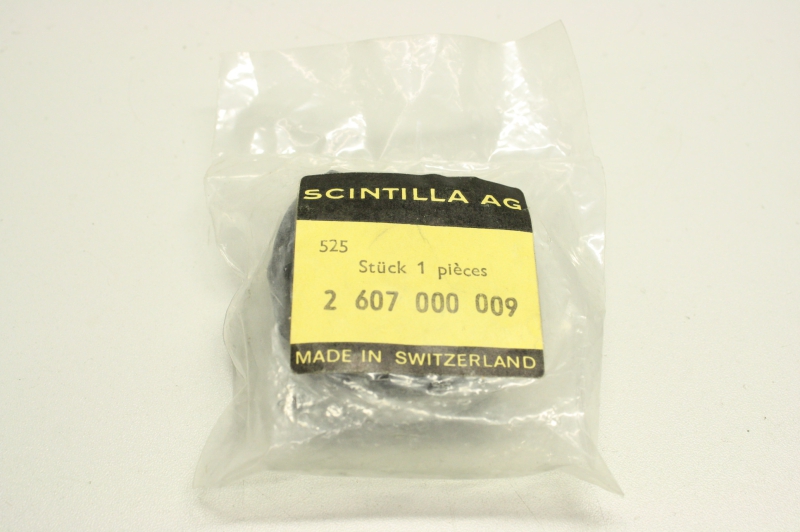 SCINTILLA AG
525
Stück 1 pièces
2 607 000 009
MADE IN SWITZERLAND